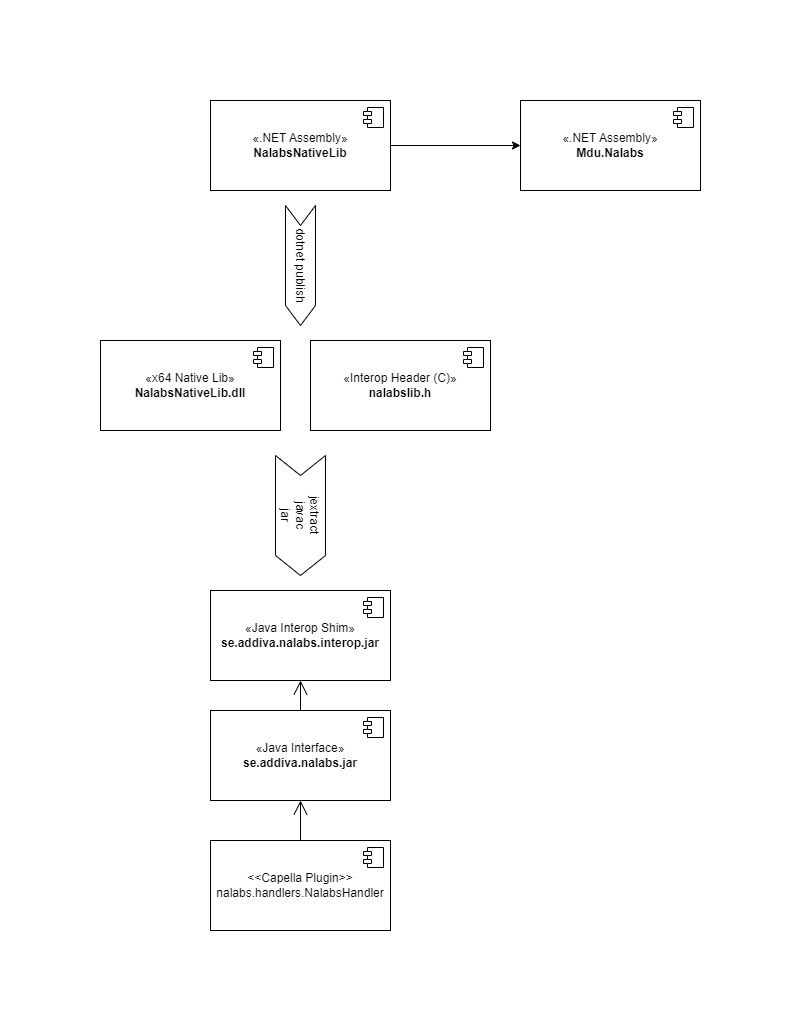 «.NET Assembly»
NalabsNativeLib
«.NET Assembly»
Mdu.Nalabs
dotnet publish
«x64 Native Lib»
NalabsNativeLib.dll
«Interop Header (C)»
nalabslib.h
jextract
javac
jar
«Java Interop Shim»
se.addiva.nalabs.interop.jar
«Java Interface»
se.addiva.nalabs.jar
<<Capella Plugin>>
nalabs.handlers.NalabsHandler